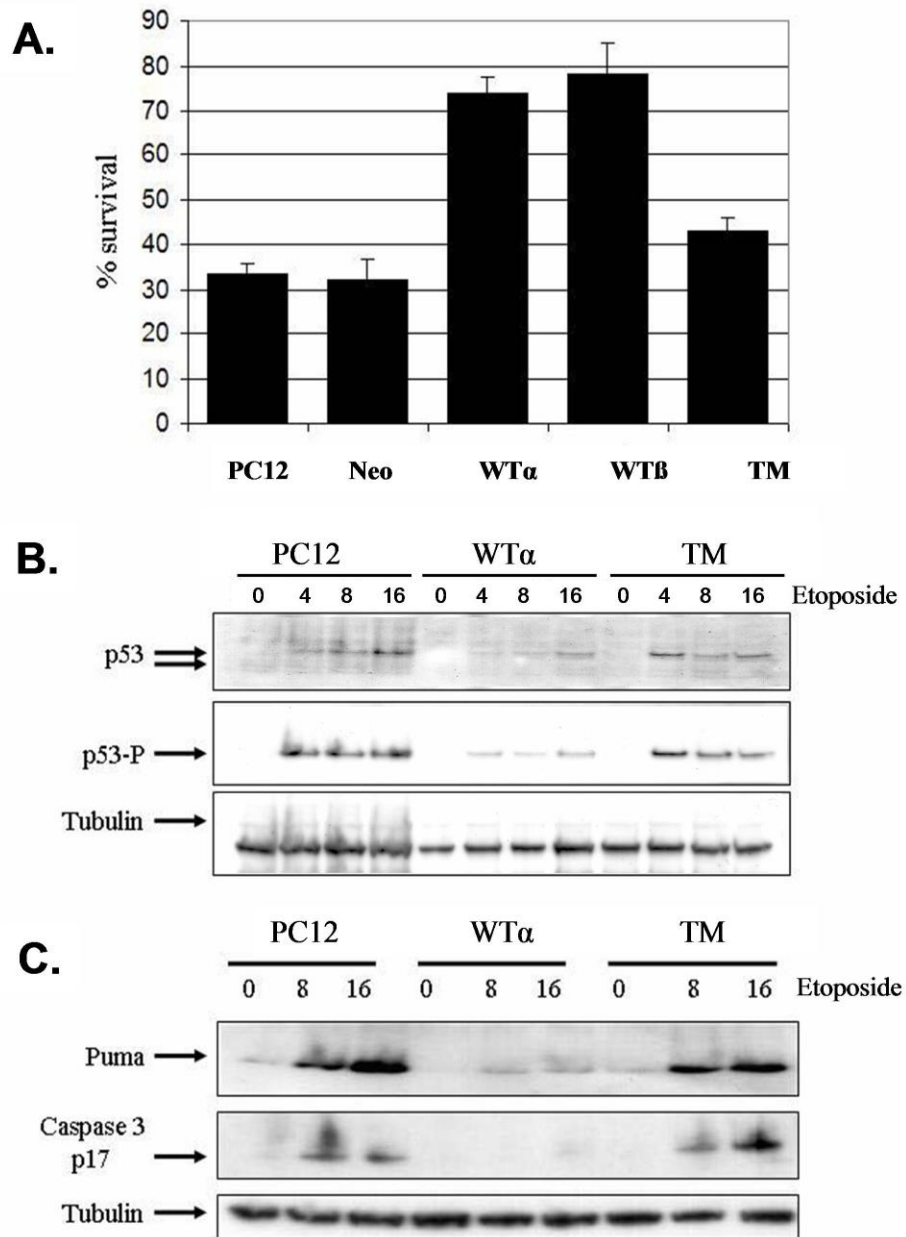 A.
90
80
70
60
50
40
30
20
10
0
% survival
PC12 Neo WTα WTß TM
B.
PC12 WTα TM
0 4 8 16 0 4 8 16 0 4 8 16 Etoposide
p53
p53-P
Tubulin
C.
PC12 WTα TM
0 8 16 0 8 16 0 8 16 Etoposide
Puma
Caspase 3
p17
Tubulin